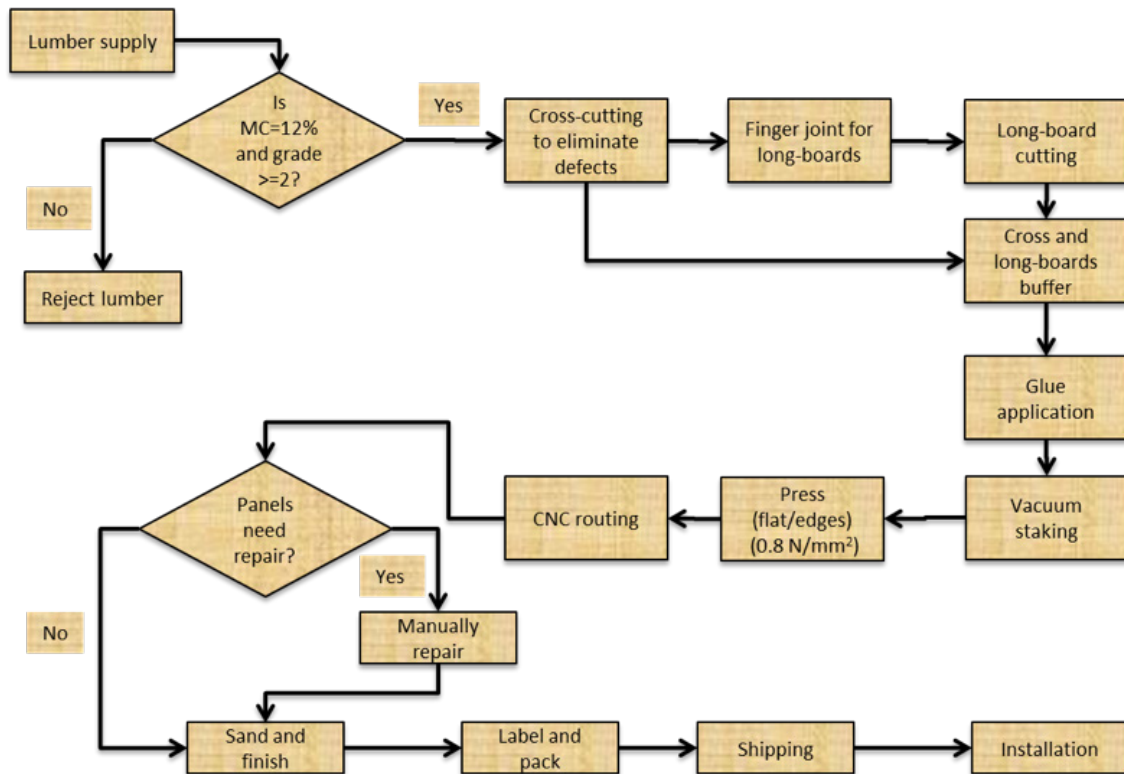 Lumber supply
Is
MC=12%
and grade
>=2?
Yes
No
Reject lumber
Cross-cutting
to eliminate
defects
Finger joint for
long-boards
Long-board
cutting
Cross and
long-boards
buffer
Glue
application
Vacuum
staking
Press
(flat/edges)
(0.8 N/mm²)
CNC routing
Panels
need
repair?
Yes
No
Manually
repair
Sand and
finish
Label and
pack
Shipping
Installation